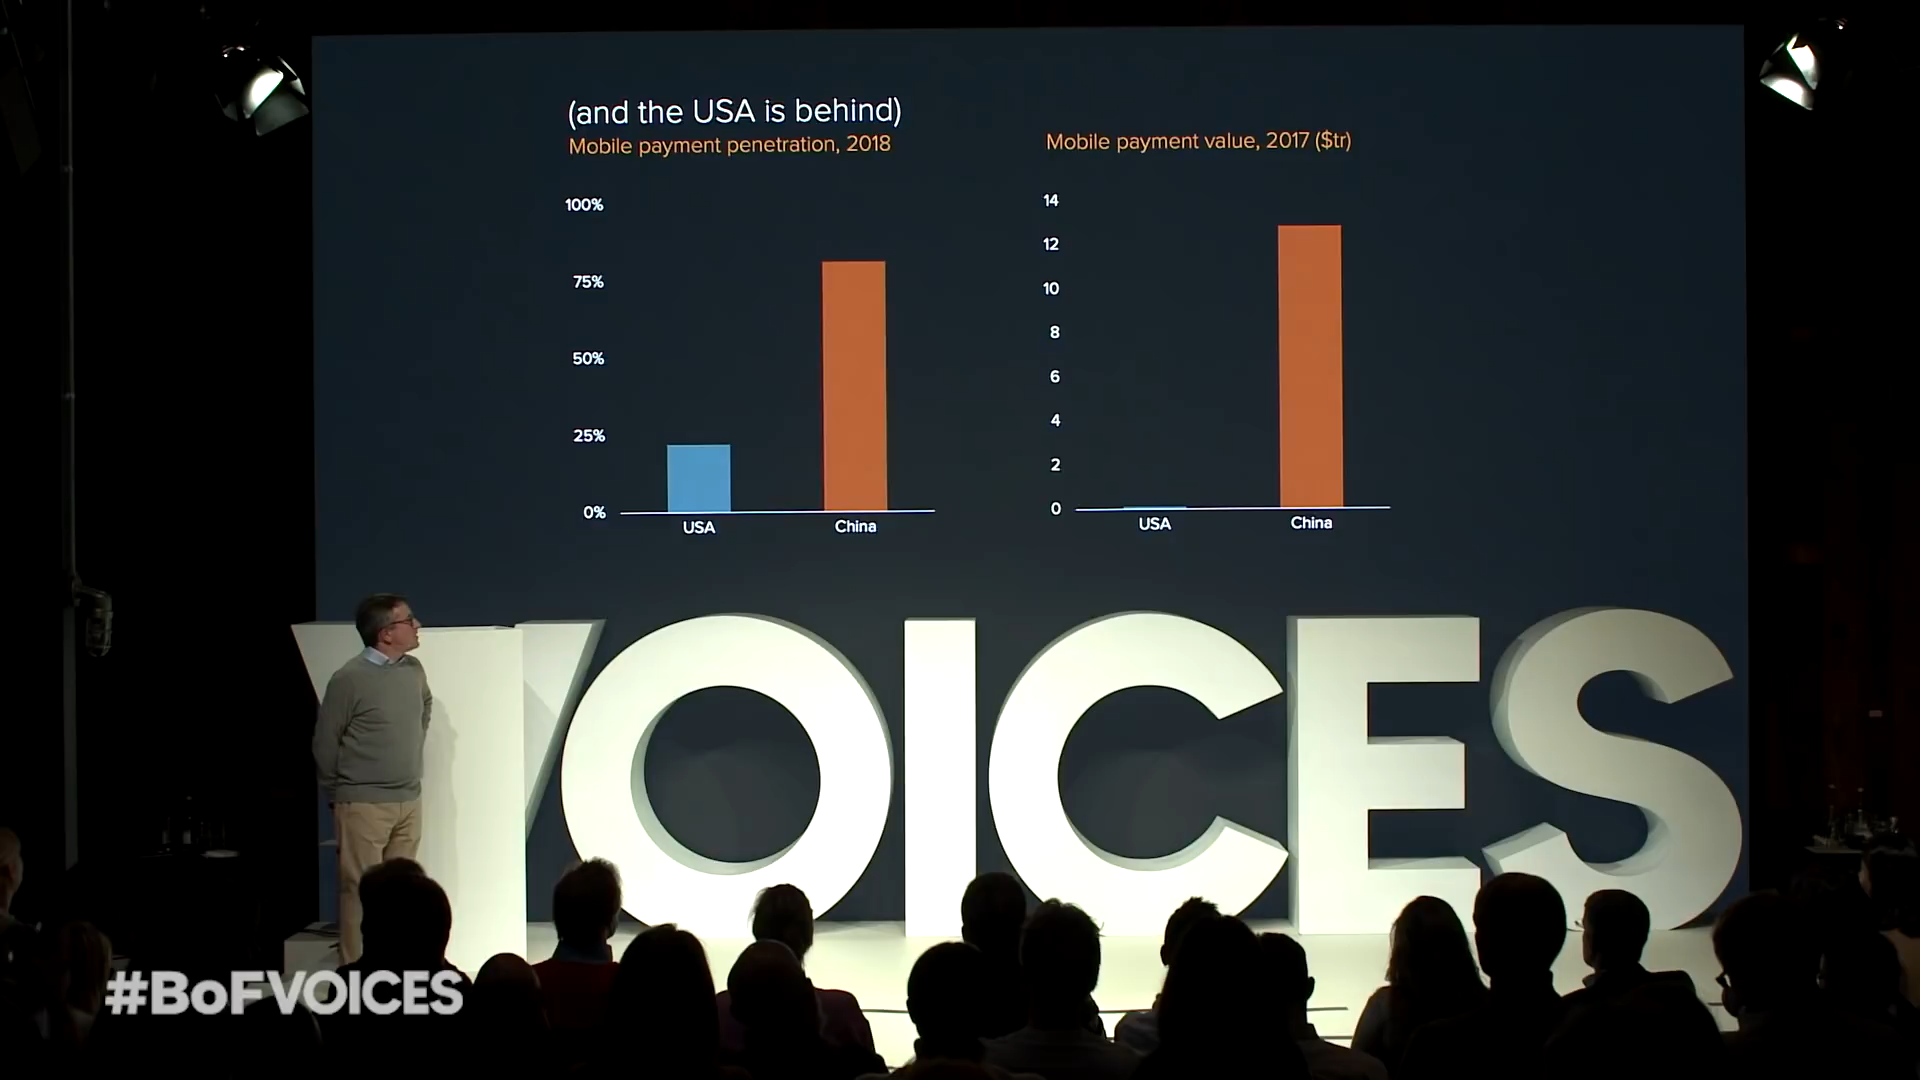 (and the USA is behind)
Mobile payment penetration, 2018
100%
75%
50%
25%
0%
USA China
Mobile payment value, 2017 ($tr)
14
12
10
8
6
4
2
0
USA China
VOICES
#BoFVOICES